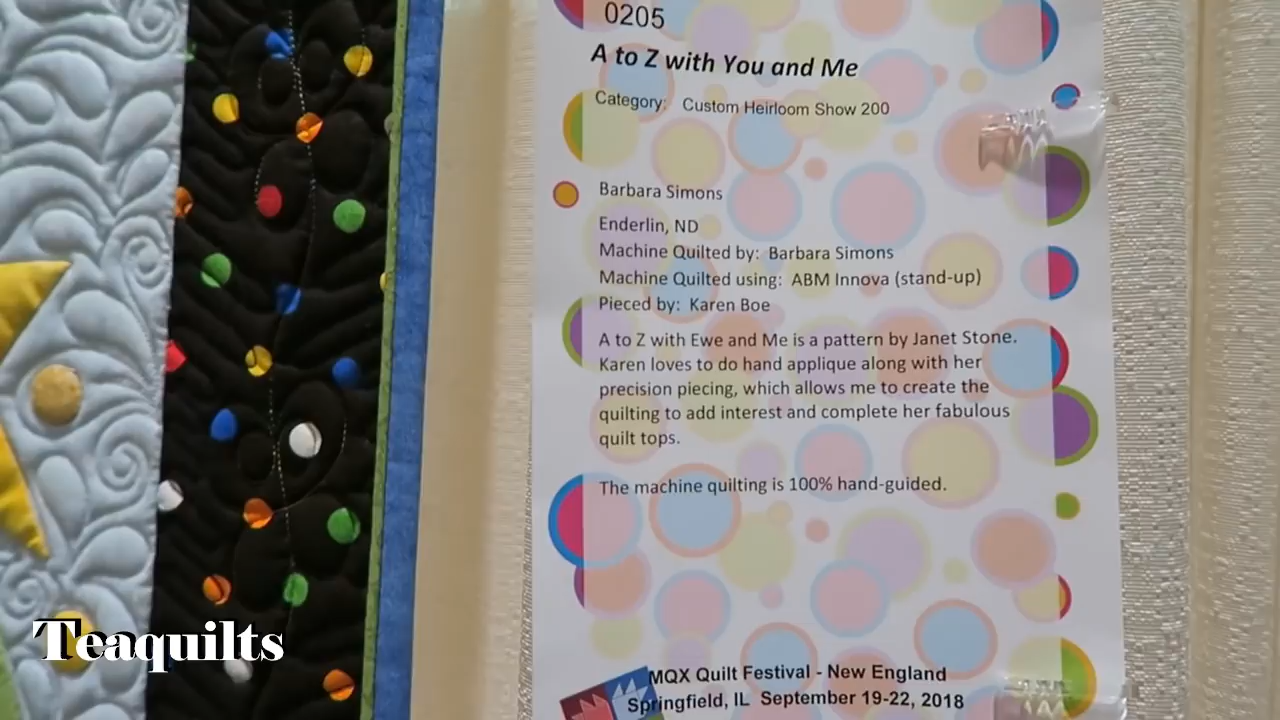 0205
A to Z with You and Me
Category: Custom Heirloom Show 200
Barbara Simons
Enderlin, ND
Machine Quilted by: Barbara Simons
Machine Quilted using: ABM Innova (stand-up)
Pieced by: Karen Boe
A to Z with Ewe and Me is a pattern by Janet Stone.
Karen loves to do hand applique along with her
precision piecing, which allows me to create the
quilting to add interest and complete her fabulous
quilt tops.
The machine quilting is 100% hand-guided.
MQX Quilt Festival - New England
Springfield, IL September 19-22, 2018
Teaquilts